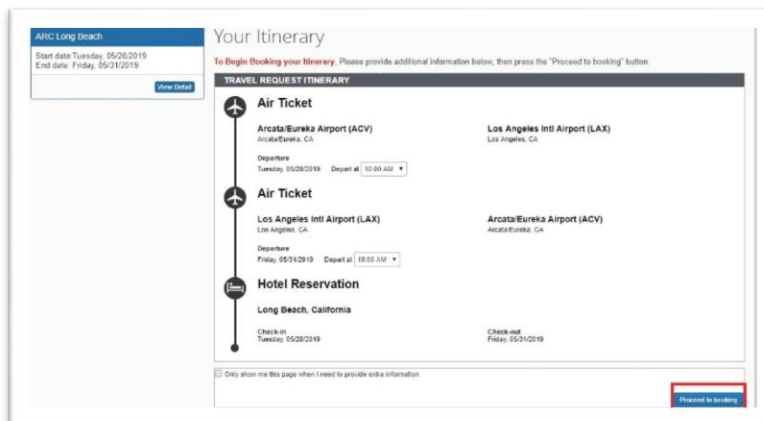 ARC Long Beach
Start date:Tuesday, 05/28/2019
End date: Friday, 05/31/2019
View Detail
Your Itinerary
To Begin Booking your Itinerary, Please provide additional information below, then press the "Proceed to booking" button.
TRAVEL REQUEST ITINERARY
Air Ticket
Arcata/Eureka Airport (ACV) Los Angeles Intl Airport (LAX)
Arcata/Eureka, CA Los Angeles, CA
Departure
Tuesday, 05/28/2019 Depart at 10:00 AM
Air Ticket
Los Angeles Intl Airport (LAX) Arcata/Eureka Airport (ACV)
Los Angeles, CA Arcata/Eureka, CA
Departure
Friday, 05/31/2019 Depart at 10:00 AM
Hotel Reservation
Long Beach, California
Check-in Check-out
Tuesday, 05/28/2019 Friday, 05/31/2019
Only show me this page when I need to provide extra information
Proceed to booking